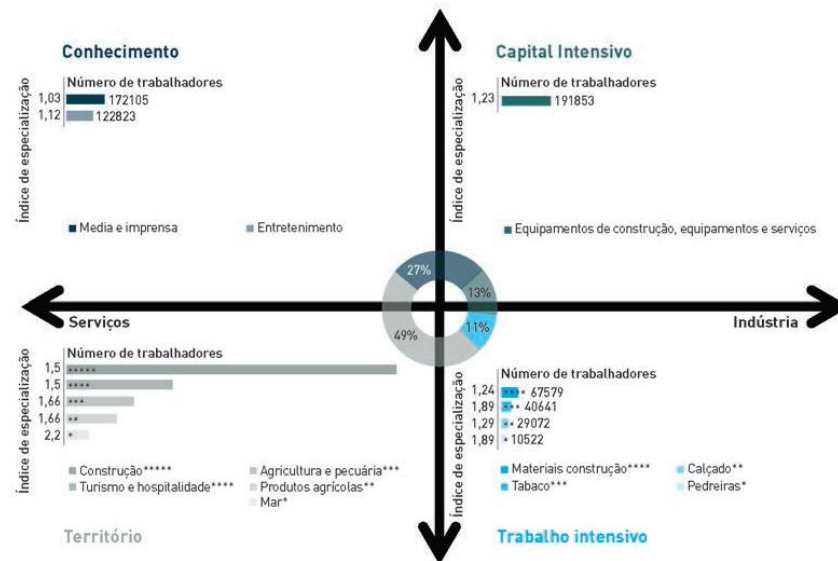 Conhecimento
Número de trabalhadores
Índice de especialização
1,03 172105
1,12 122823
Media e imprensa Entretenimento
Capital Intensivo
Número de trabalhadores
Índice de especialização
1,23 191853
Equipamentos de construção, equipamentos e serviços
27%
13%
49%
11%
Serviços
Indústria
Número de trabalhadores
Índice de especialização
1,5 *****
1,5 ****
1,66 ***
1,66 **
2,2 *
Construção***** Agricultura e pecuária***
Turismo e hospitalidade**** Produtos agrícolas**
Mar*
Território
Número de trabalhadores
Índice de especialização
1,24 **** 67579
1,89 *** 40641
1,29 ** 29072
1,89 * 10522
Materiais construção**** Calçado**
Tabaco*** Pedreiras*
Trabalho intensivo